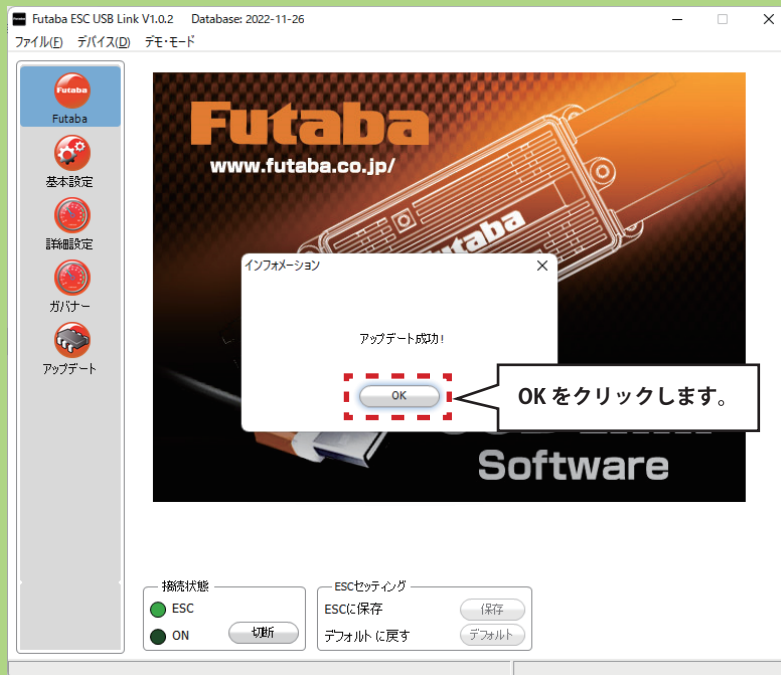 Futaba ESC USB Link V1.0.2 Database: 2022-11-26
ファイル(F) デバイス(D) デモ・モード
Futaba
Futaba
基本設定
詳細設定
ガバナー
アップデート
Futaba
www.futaba.co.jp/
Futaba
インフォメーション
アップデート成功!
OK
OK をクリックします。
Software
接続状態
ESC
ON
切断
ESCセッティング
ESCに保存
保存
デフォルト に戻す
デフォルト